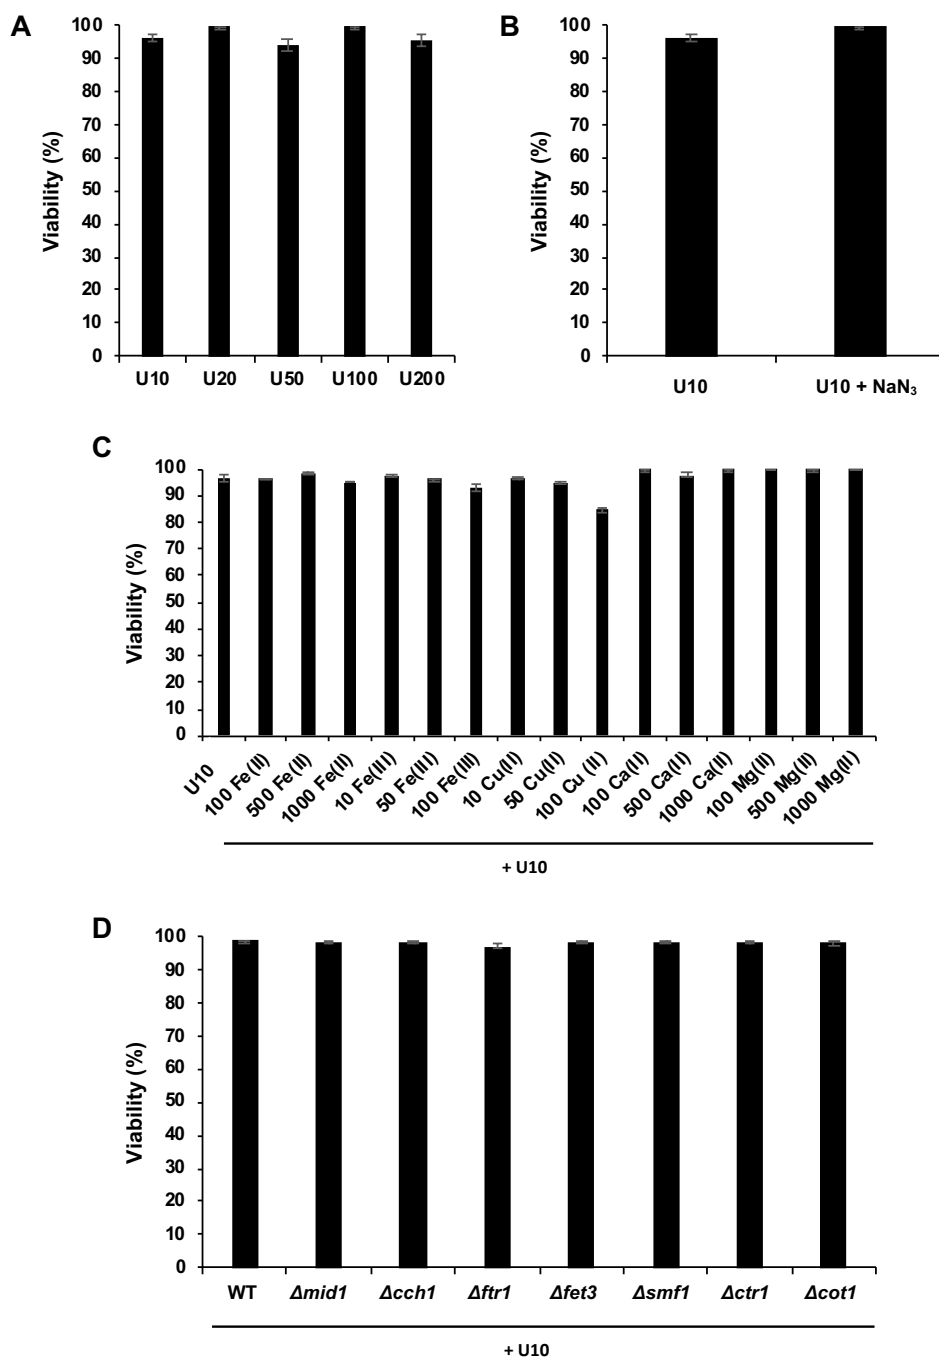 A
Viability (%)
100
90
80
70
60
50
40
30
20
10
0
U10 U20 U50 U100 U200
B
Viability (%)
100
90
80
70
60
50
40
30
20
10
0
U10 U10 + NaN₃
C
Viability (%)
100
90
80
70
60
50
40
30
20
10
0
U10
100 Fe(II)
500 Fe(II)
1000 Fe(II)
10 Fe(III)
50 Fe(III)
100 Fe(III)
10 Cu(II)
50 Cu(II)
100 Cu (II)
100 Ca(II)
500 Ca(II)
1000 Ca(II)
100 Mg(II)
500 Mg(II)
1000 Mg(II)
+ U10
D
Viability (%)
100
90
80
70
60
50
40
30
20
10
0
WT Δmid1 Δcch1 Δftr1 Δfet3 Δsmf1 Δctr1 Δcot1
+ U10